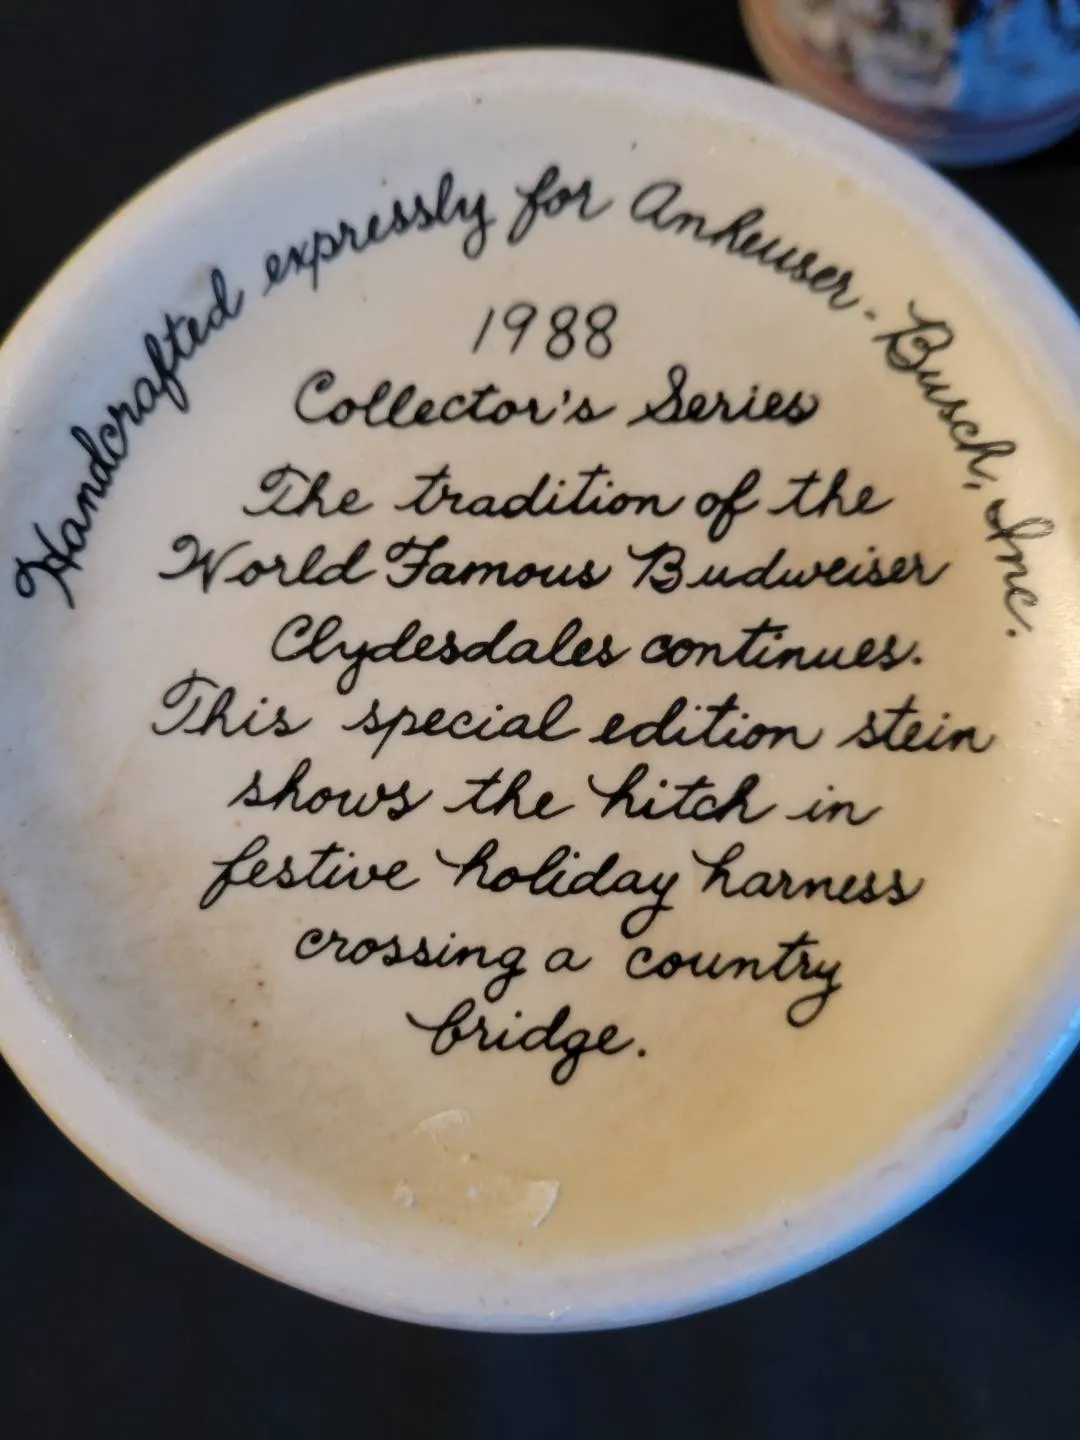 Handcrafted expressly for Anheuser-Busch, Inc.
1988
Collector's Series
The tradition of the
World Famous Budweiser
Clydesdales continues.
This special edition stein
shows the hitch in
festive holiday harness
crossing a country
bridge.